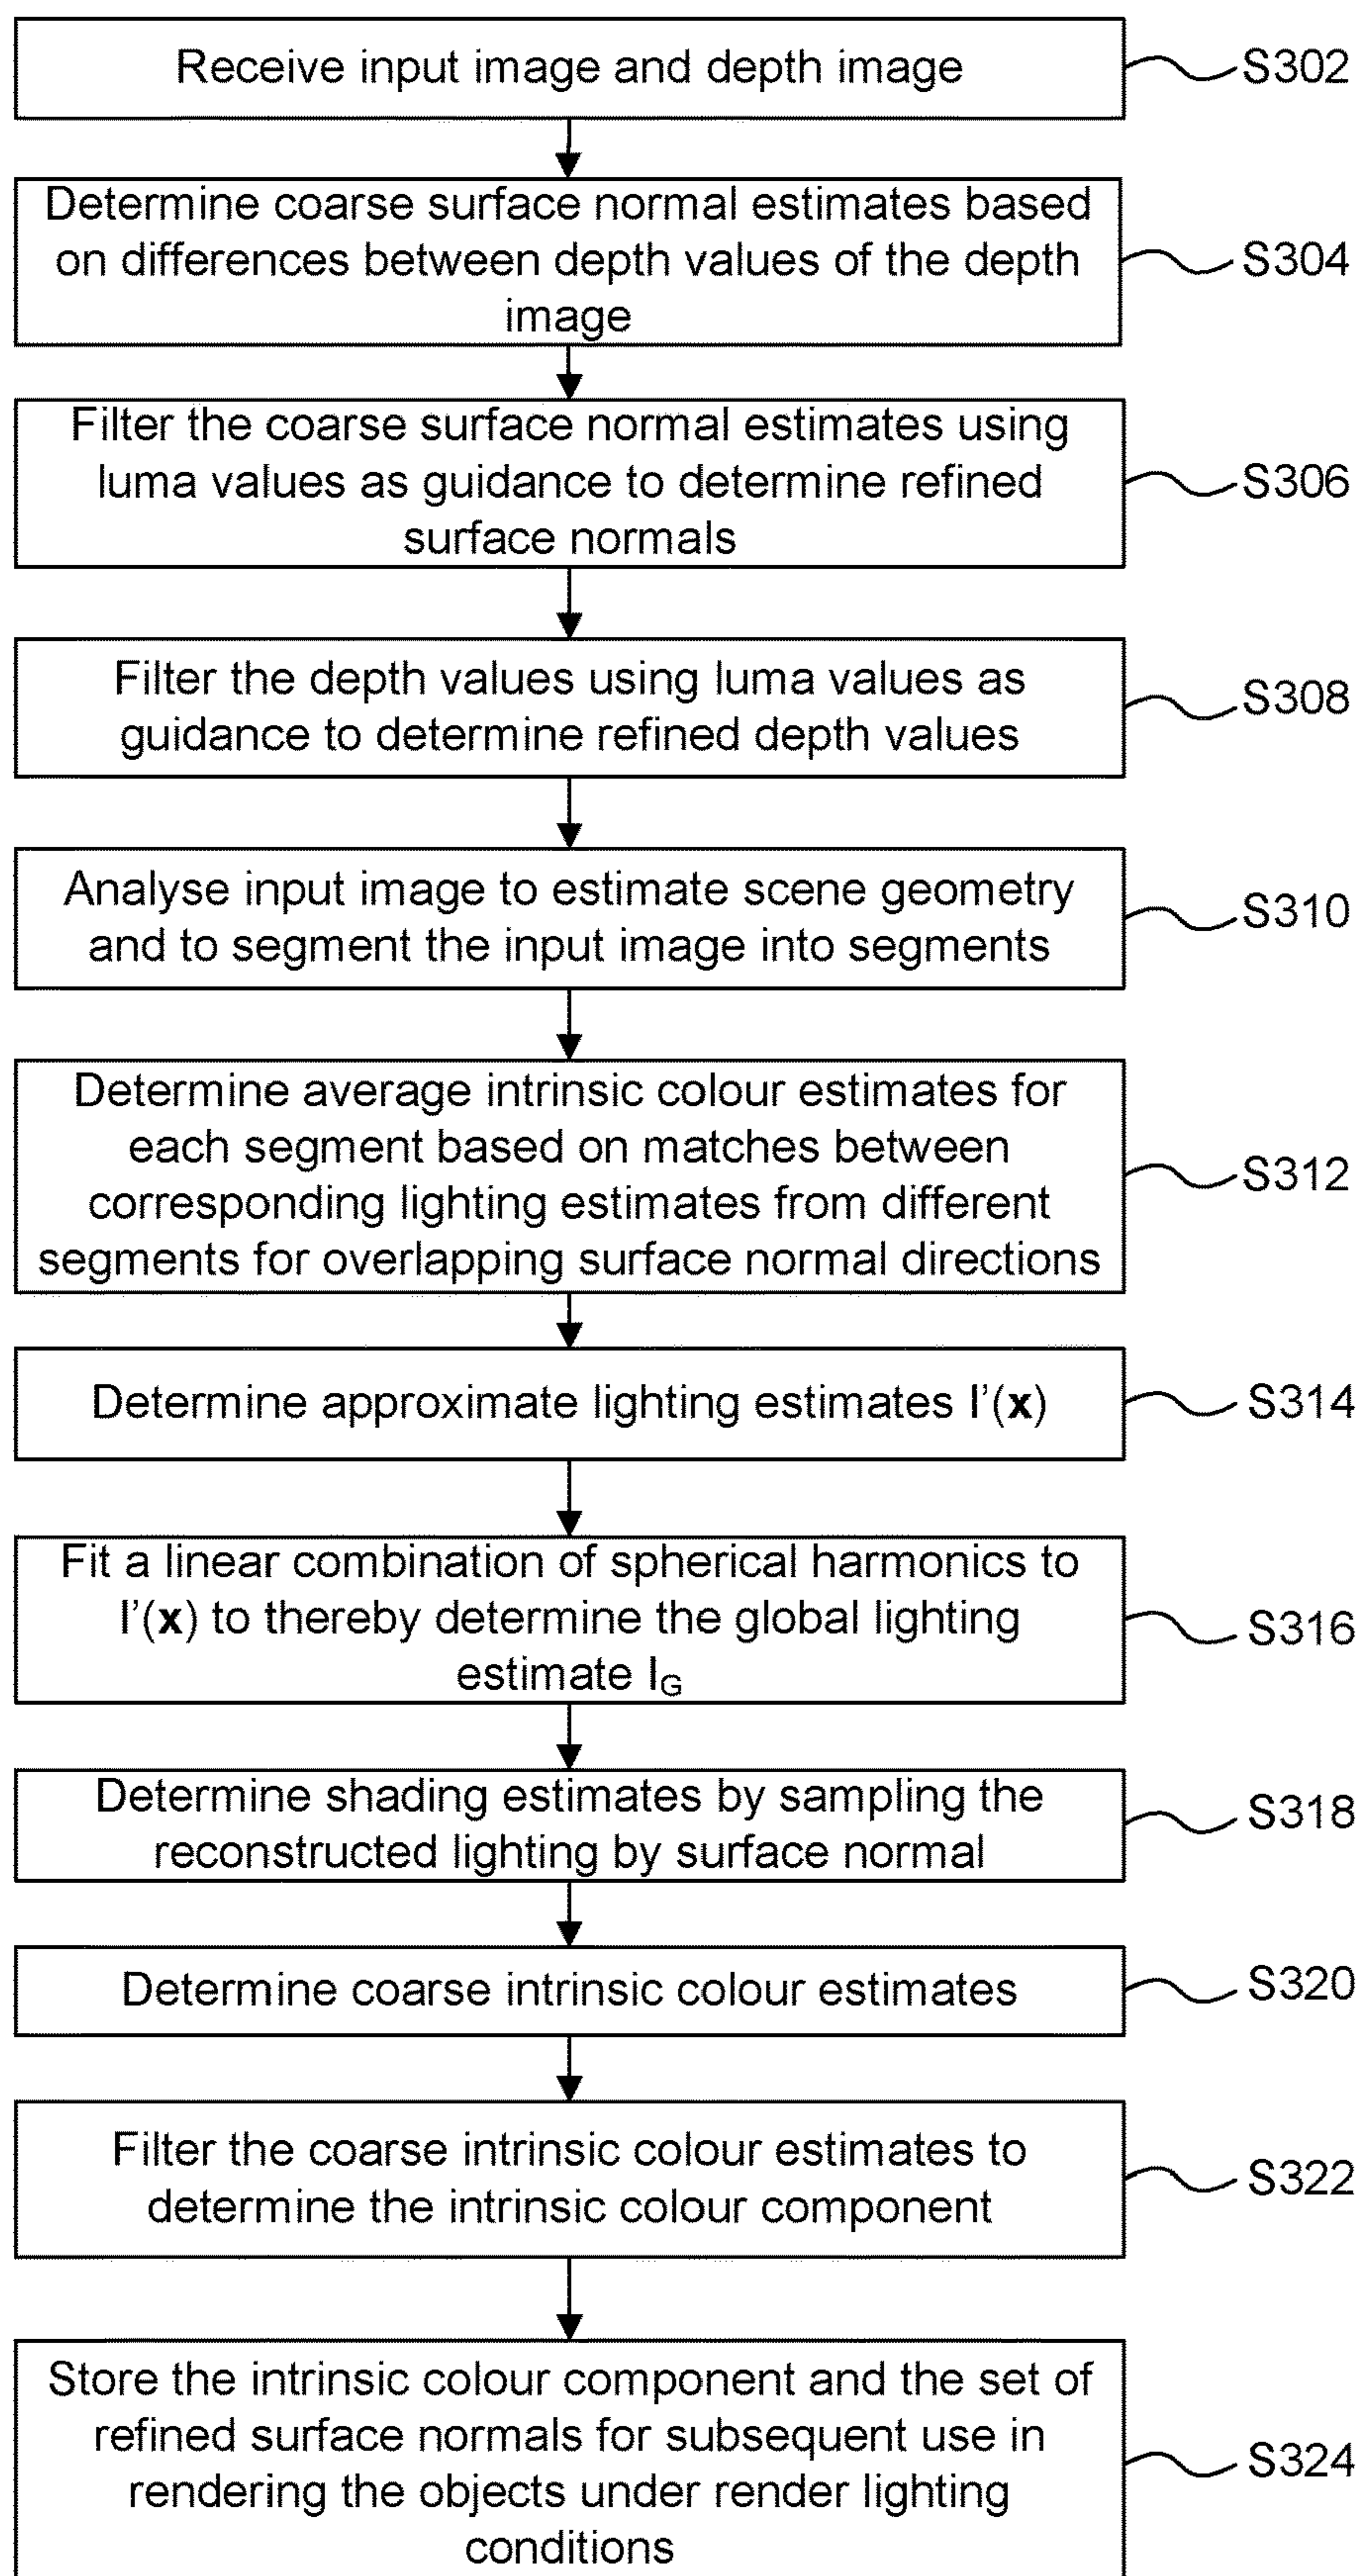 Receive input image and depth image
S302
Determine coarse surface normal estimates based
on differences between depth values of the depth
image
S304
Filter the coarse surface normal estimates using
luma values as guidance to determine refined
surface normals
S306
Filter the depth values using luma values as
guidance to determine refined depth values
S308
Analyse input image to estimate scene geometry
and to segment the input image into segments
S310
Determine average intrinsic colour estimates for
each segment based on matches between
corresponding lighting estimates from different
segments for overlapping surface normal directions
S312
Determine approximate lighting estimates I'(x)
S314
Fit a linear combination of spherical harmonics to
I'(x) to thereby determine the global lighting
estimate I_G
S316
Determine shading estimates by sampling the
reconstructed lighting by surface normal
S318
Determine coarse intrinsic colour estimates
S320
Filter the coarse intrinsic colour estimates to
determine the intrinsic colour component
S322
Store the intrinsic colour component and the set of
refined surface normals for subsequent use in
rendering the objects under render lighting
conditions
S324